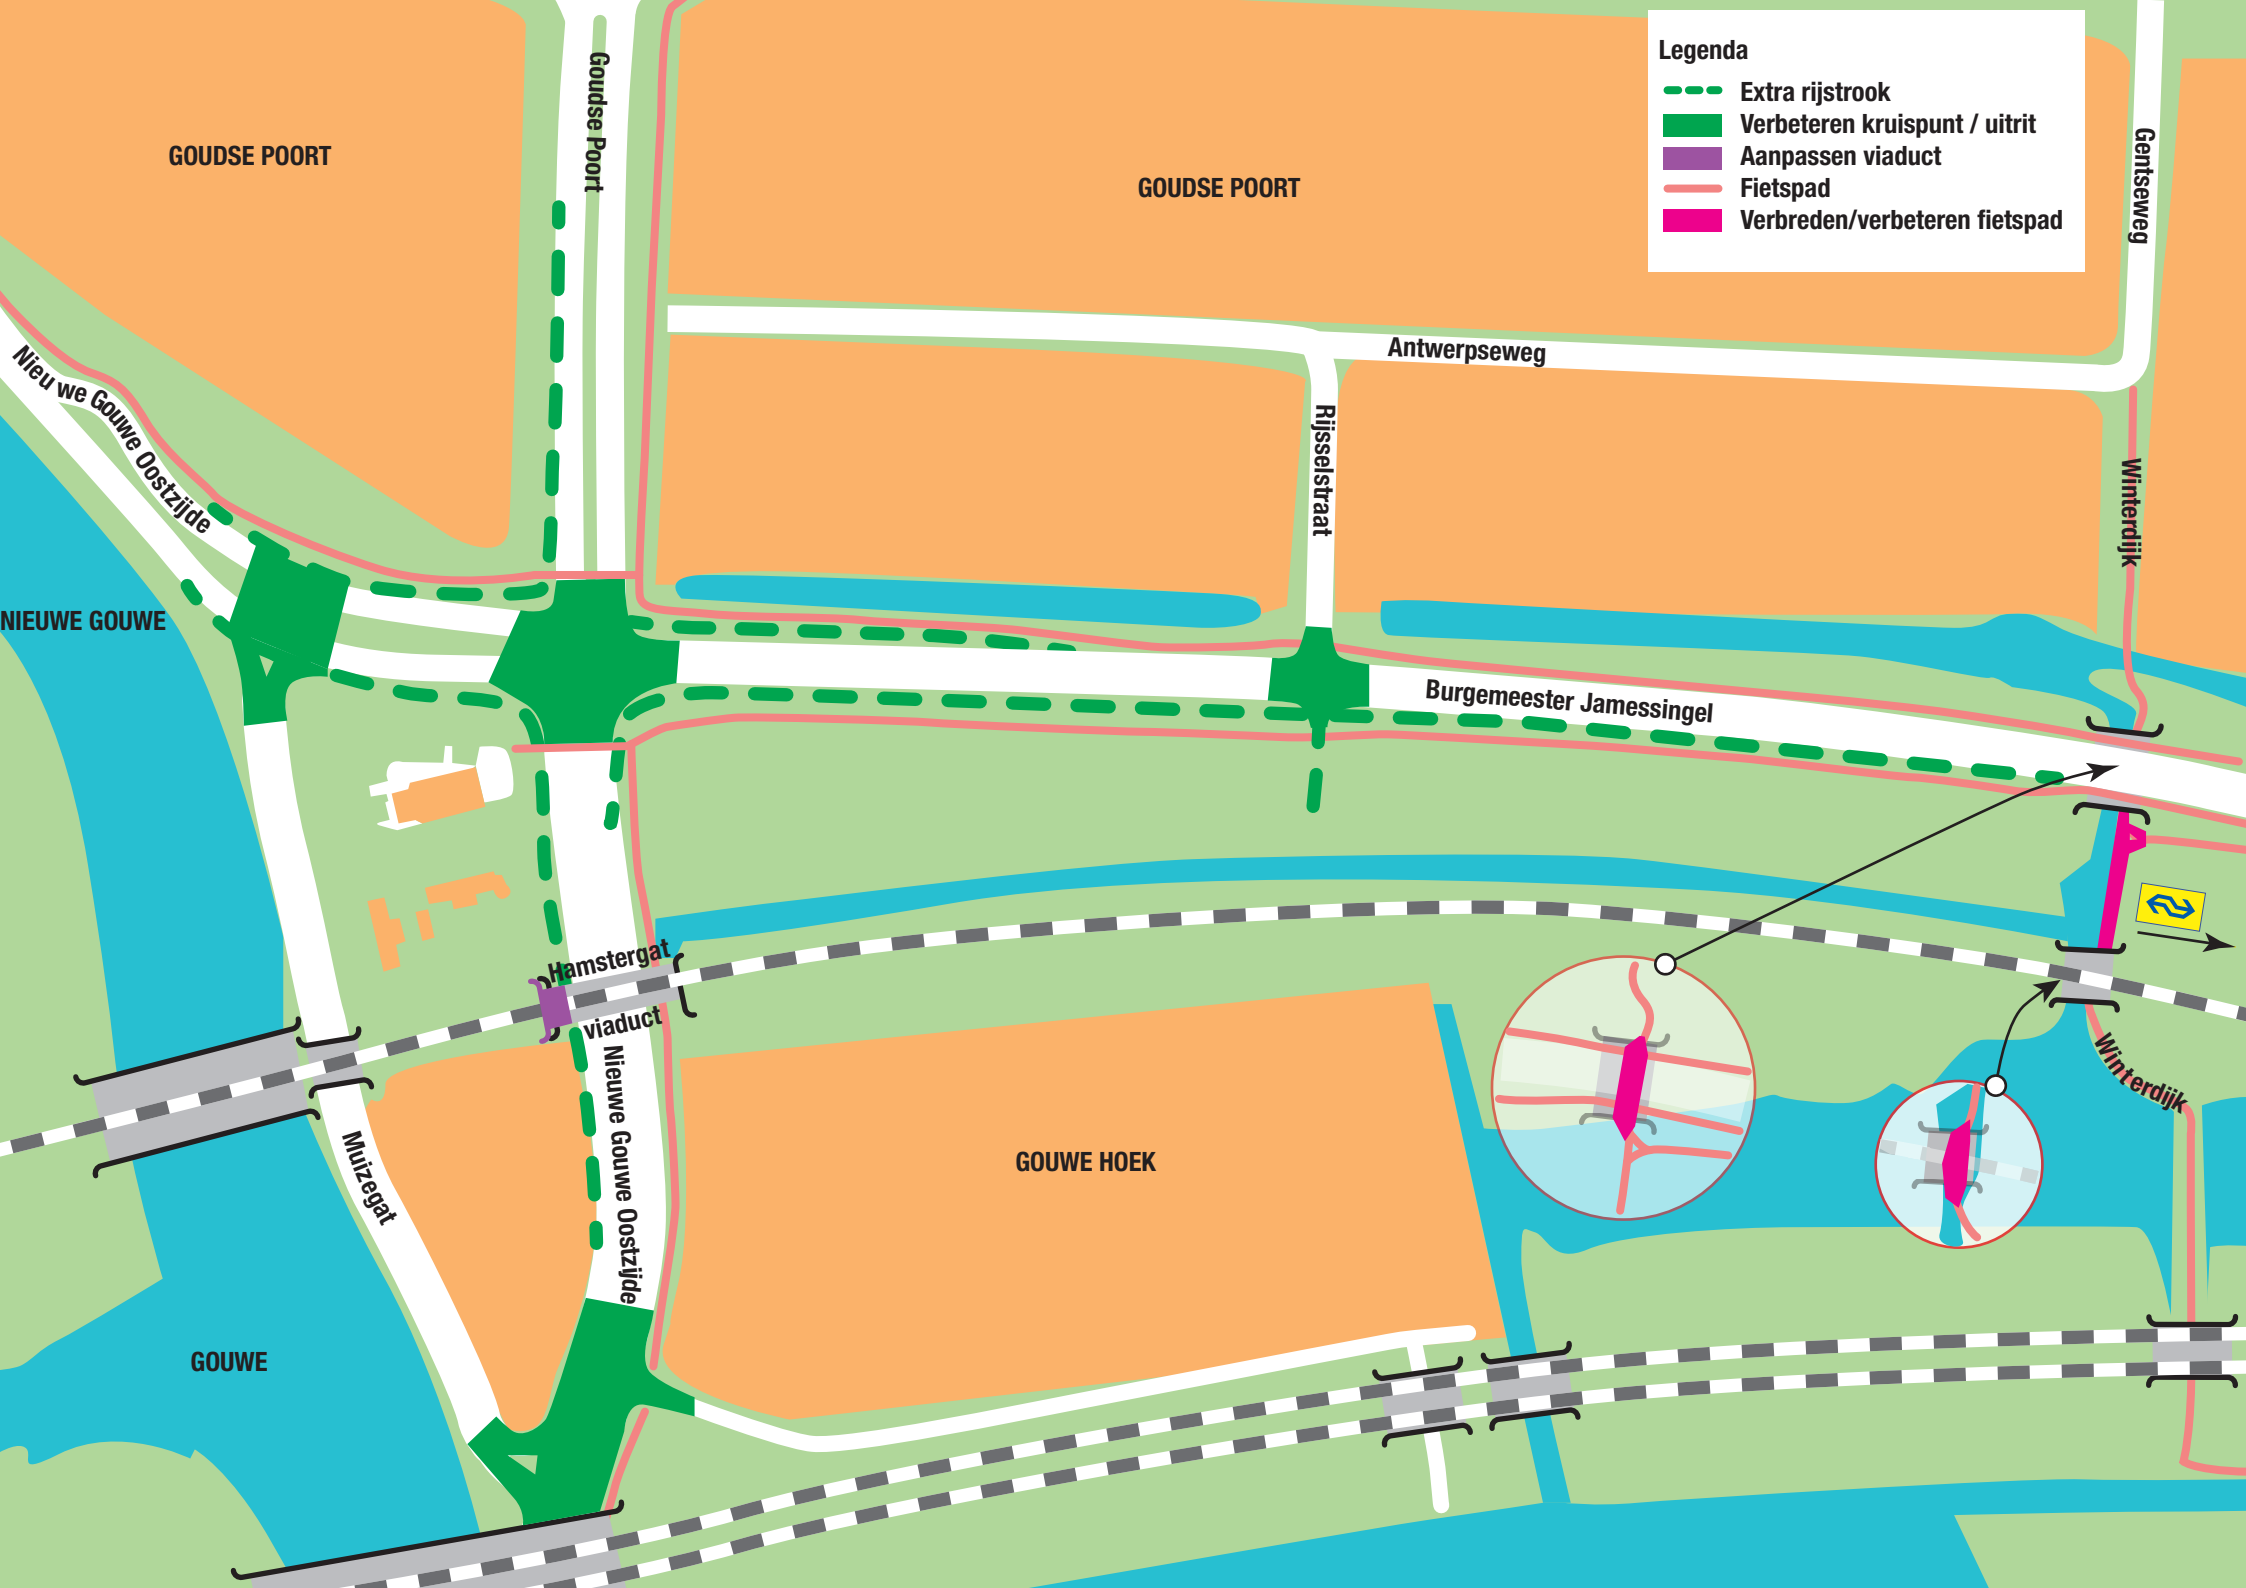 Legenda
Extra rijstrook
Verbeteren kruispunt / uitrit
Aanpassen viaduct
Fietspad
Verbreden/verbeteren fietspad
Goudse Poort
GOUDSE POORT
GOUDSE POORT
Gentseweg
Antwerpseweg
Nieu we Gouwe Oostzijde
Rijsselstraat
Winterdijk
NIEUWE GOUWE
Burgemeester Jamessingel
Hamstergat
viaduct
Nieuwe Gouwe Oostzijde
Winterdijk
Muizegat
GOUWE HOEK
GOUWE